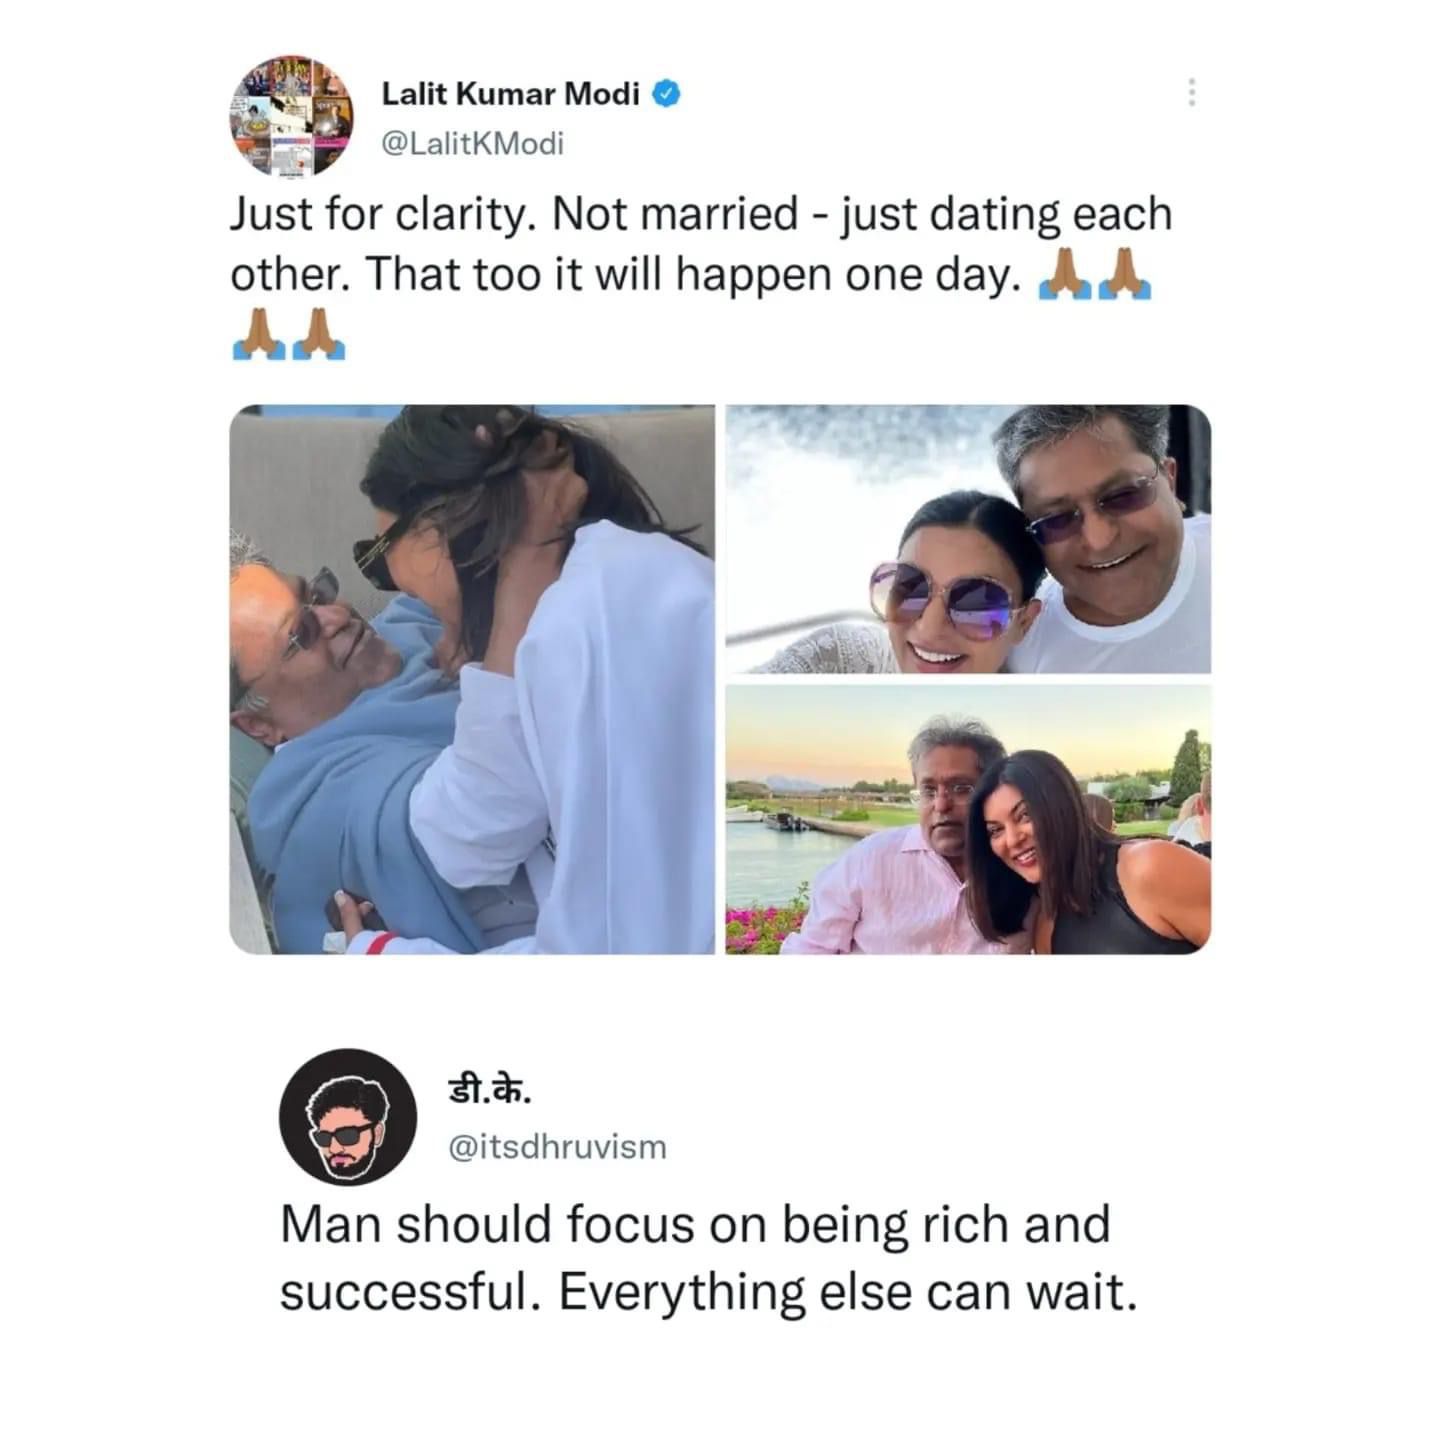 Lalit Kumar Modi
@LalitKModi
Just for clarity. Not married - just dating each
other. That too it will happen one day. 🙏🏾🙏🏾
🙏🏾🙏🏾
डी.के.
@itsdhruvism
Man should focus on being rich and
successful. Everything else can wait.